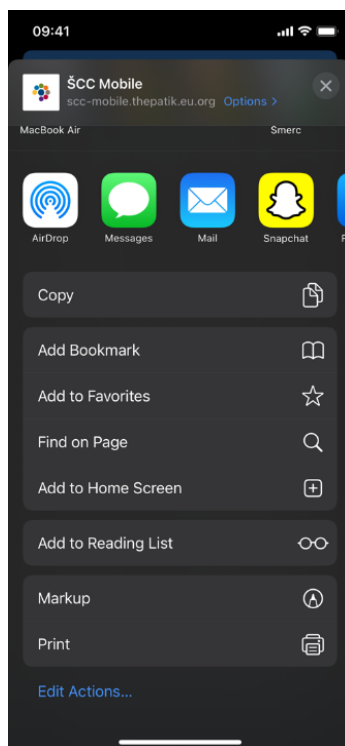 09:41
ŠCC Mobile
scc-mobile.thepatik.eu.org Options >
MacBook Air Smerc
AirDrop Messages Mail Snapchat
Copy
Add Bookmark
Add to Favorites
Find on Page
Add to Home Screen
Add to Reading List
Markup
Print
Edit Actions...